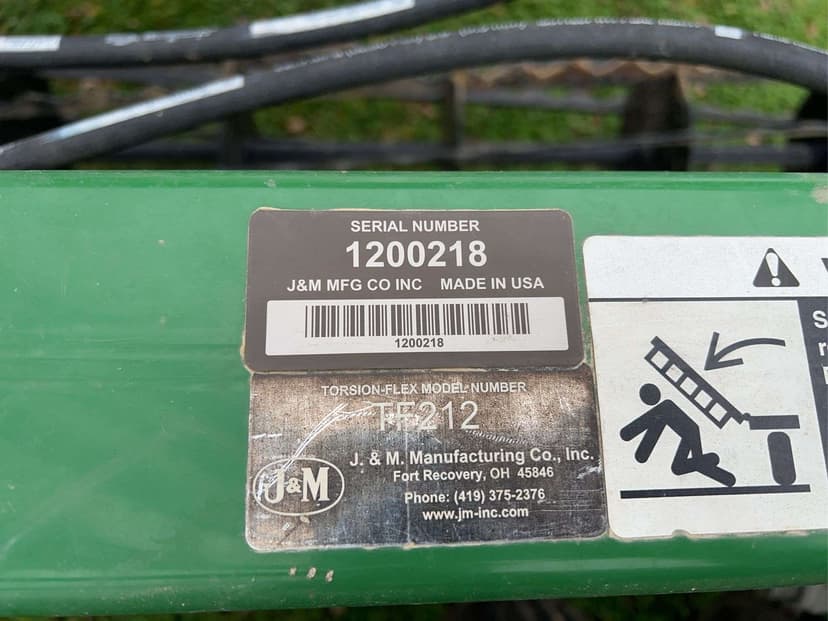 SERIAL NUMBER
1200218
J&M MFG CO INC MADE IN USA
1200218
TORSION-FLEX MODEL NUMBER
TF212
J&M
J. & M. Manufacturing Co., Inc.
Fort Recovery, OH 45846
Phone: (419) 375-2376
www.jm-inc.com